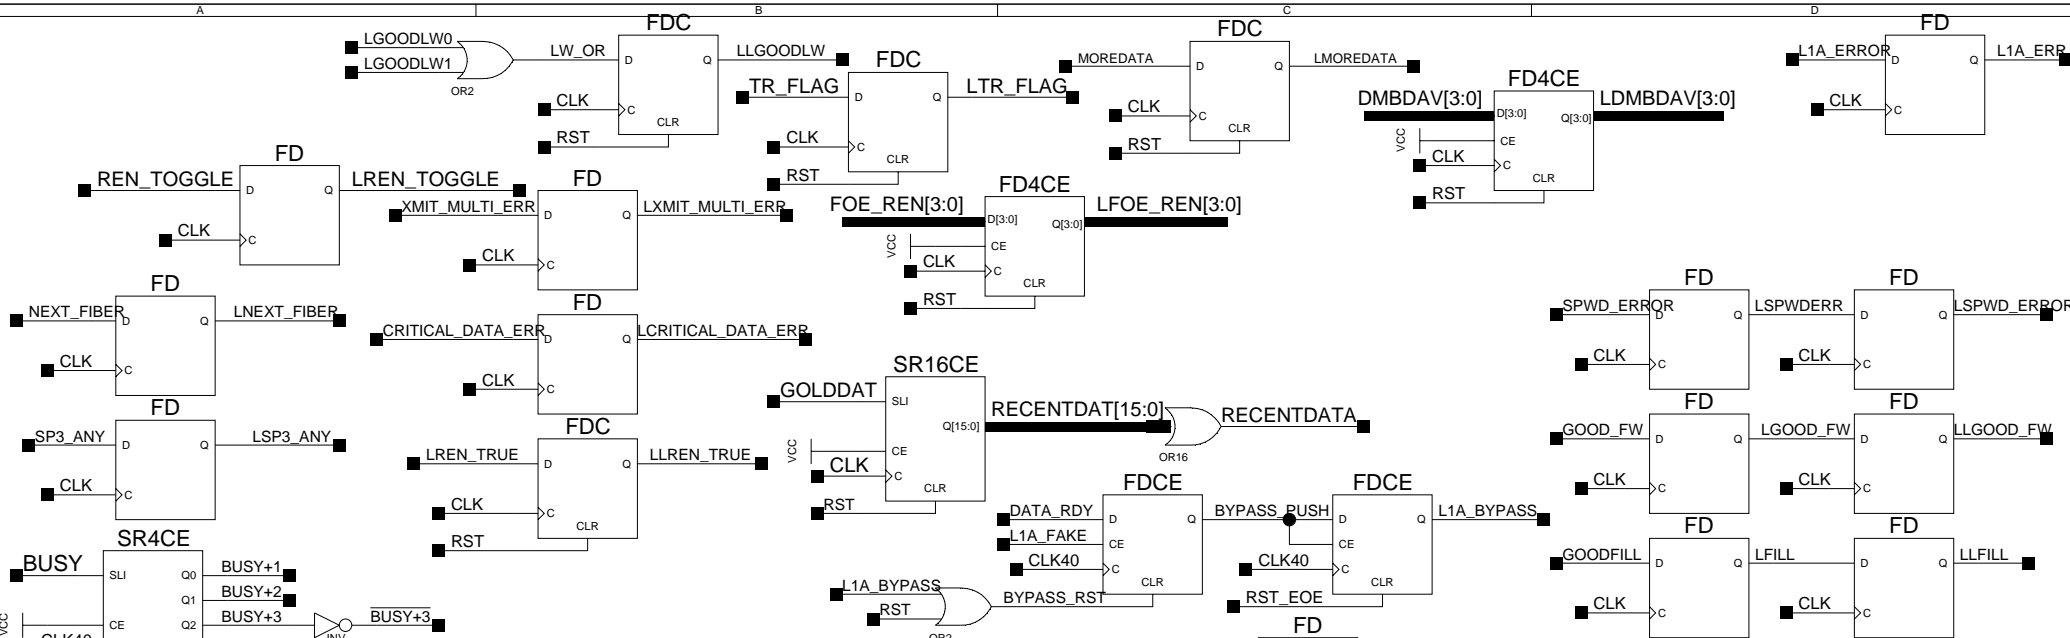 A
B
C
D
FDC
LGOODLW0
LGOODLW1
OR2
LW_OR
D
Q
LLGOODLW
CLK
C
CLR
RST
FDC
TR_FLAG
D
Q
LTR_FLAG
CLK
C
CLR
RST
FDC
MOREDATA
D
Q
LMOREDATA
CLK
C
CLR
RST
FD4CE
DMBDAV[3:0]
D[3:0]
Q[3:0]
LDMBDAV[3:0]
VCC
CE
CLK
C
CLR
RST
FD
L1A_ERROR
D
Q
L1A_ERR
CLK
C
FD
REN_TOGGLE
D
Q
LREN_TOGGLE
CLK
C
FD
XMIT_MULTI_ERR
D
Q
LXMIT_MULTI_ERR
CLK
C
FD4CE
FOE_REN[3:0]
D[3:0]
Q[3:0]
LFOE_REN[3:0]
VCC
CE
CLK
C
CLR
RST
FD
NEXT_FIBER
D
Q
LNEXT_FIBER
CLK
C
FD
CRITICAL_DATA_ERR
D
Q
LCRITICAL_DATA_ERR
CLK
C
FD
SPWD_ERROR
D
Q
LSPWDERR
CLK
C
FD
D
Q
LSPWD_ERROR
CLK
C
SR16CE
GOLDDAT
SLI
Q[15:0]
RECENTDAT[15:0]
OR16
RECENTDATA
VCC
CE
CLK
C
CLR
RST
FD
SP3_ANY
D
Q
LSP3_ANY
CLK
C
FDC
LREN_TRUE
D
Q
LLREN_TRUE
CLK
C
CLR
RST
FD
GOOD_FW
D
Q
LGOOD_FW
CLK
C
FD
D
Q
LLGOOD_FW
CLK
C
FDCE
DATA_RDY
D
Q
BYPASS_PUSH
L1A_FAKE
CE
CLK40
C
CLR
L1A_BYPASS
RST
BYPASS_RST
OR2
FDCE
D
Q
L1A_BYPASS
CE
CLK40
C
CLR
RST_EOE
FD
FD
GOODFILL
D
Q
LFILL
CLK
C
FD
D
Q
LLFILL
CLK
C
SR4CE
BUSY
SLI
Q0
BUSY+1
Q1
BUSY+2
VCC
CE
Q2
BUSY+3
INV
BUSY+3
CLK40